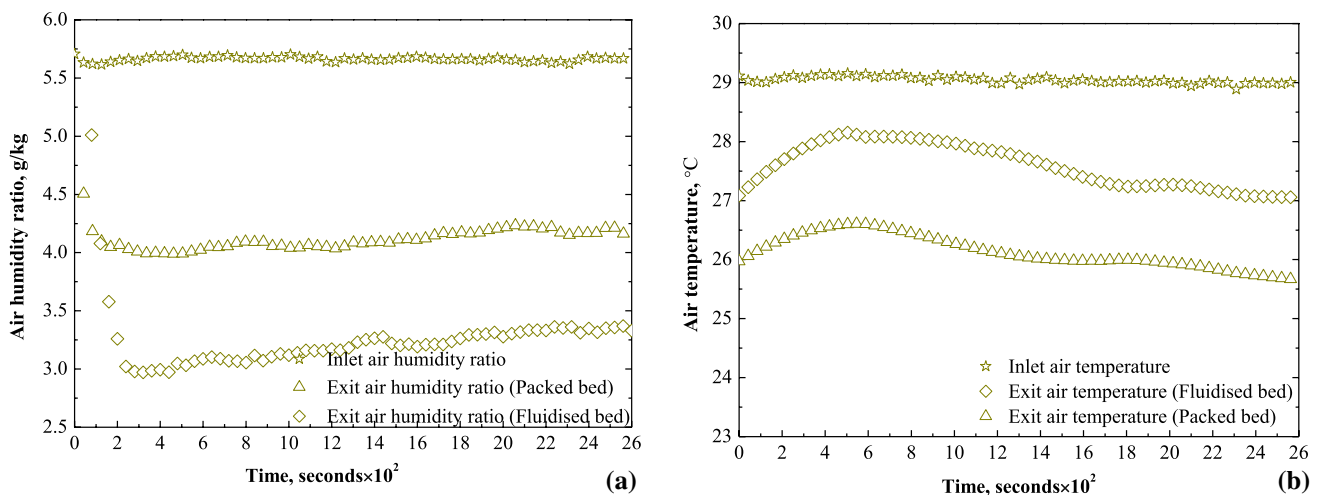 6.0
5.5
5.0
4.5
4.0
3.5
3.0
2.5
Air humidity ratio, g/kg
Inlet air humidity ratio
Exit air humidity ratio (Packed bed)
Exit air humidity ratio (Fluidised bed)
0 2 4 6 8 10 12 14 16 18 20 22 24 26
Time, seconds×10²
(a)
30
29
28
27
26
25
24
23
Air temperature, °C
Inlet air temperature
Exit air temperature (Fluidised bed)
Exit air temperature (Packed bed)
0 2 4 6 8 10 12 14 16 18 20 22 24 26
Time, seconds×10²
(b)